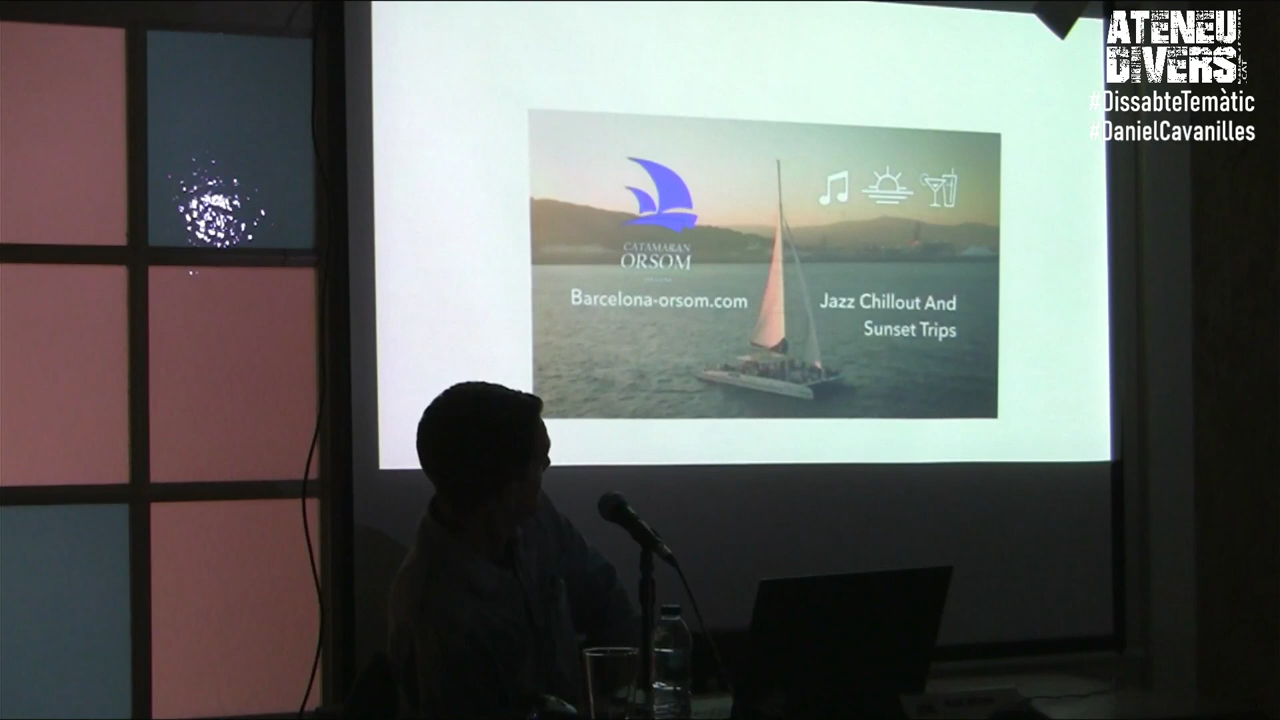 ATENEU
DIVERS
#DissabteTemàtic
#DanielCavanilles
CATAMARAN
ORSOM
Barcelona-orsom.com
Jazz Chillout And
Sunset Trips